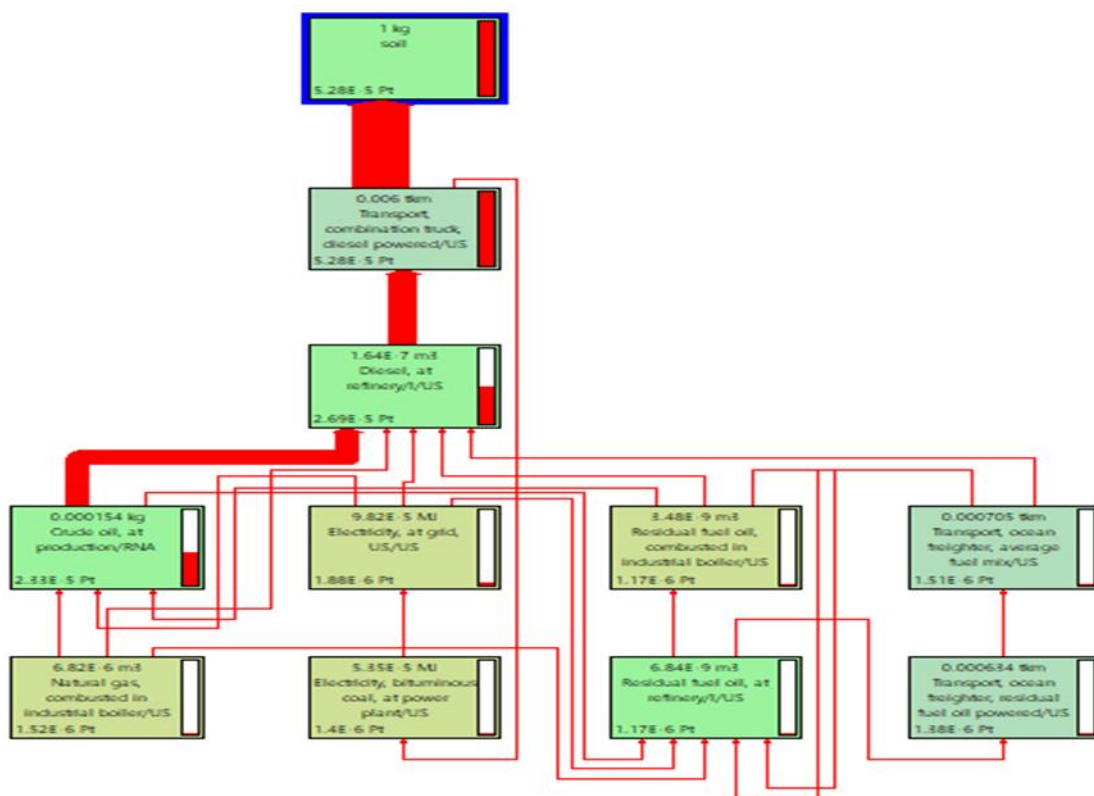 1 kg
soil
5.28E-5 Pt
0.006 tkm
Transport,
combination truck,
diesel powered/US
5.28E-5 Pt
1.64E-7 m3
Diesel, at
refinery/l/US
2.69E-5 Pt
0.000154 kg
Crude oil, at
production/RNA
2.33E-5 Pt
9.82E-5 MJ
Electricity, at grid,
US/US
1.88E-6 Pt
3.48E-9 m3
Residual fuel oil,
combusted in
industrial boiler/US
1.17E-6 Pt
0.000705 tkm
Transport, ocean
freighter, average
fuel mix/US
1.51E-6 Pt
6.82E-6 m3
Natural gas,
combusted in
industrial boiler/US
1.52E-6 Pt
5.35E-5 MJ
Electricity, bituminous
coal, at power
plant/US
1.4E-6 Pt
6.84E-9 m3
Residual fuel oil, at
refinery/l/US
1.17E-6 Pt
0.000634 tkm
Transport, ocean
freighter, residual
fuel oil powered/US
1.38E-6 Pt